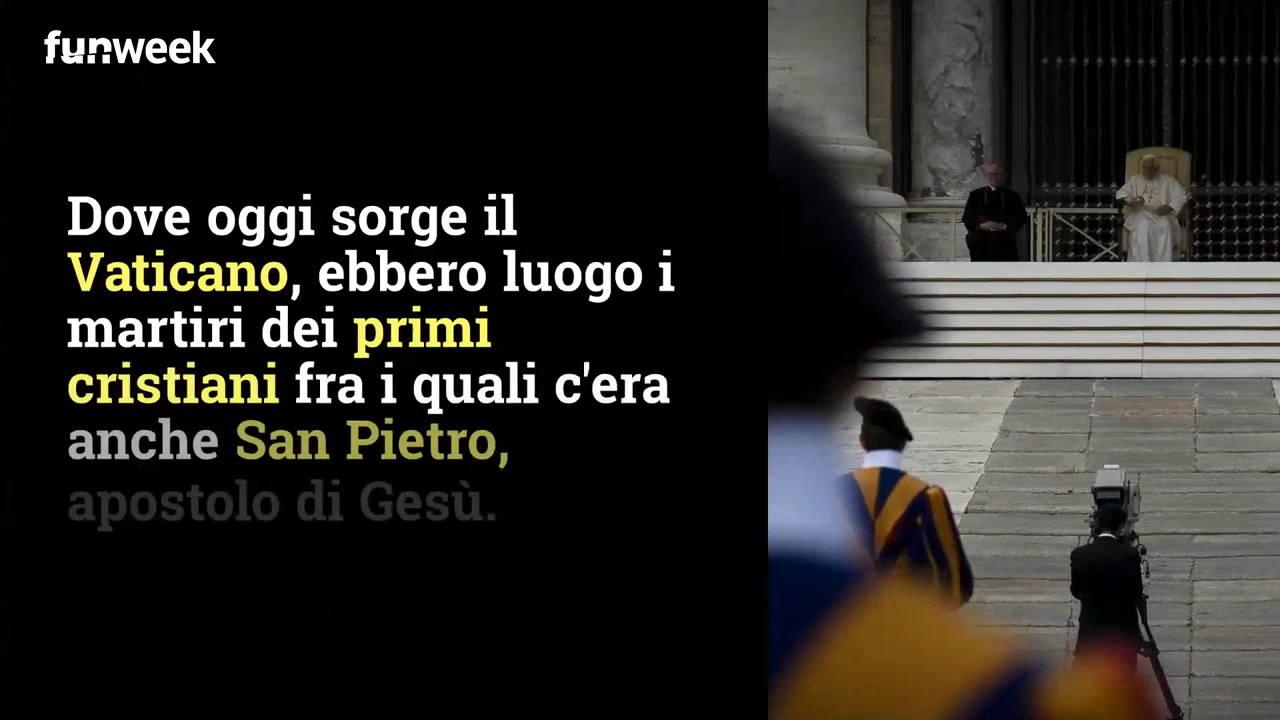 funweek
Dove oggi sorge il
Vaticano, ebbero luogo i
martiri dei primi
cristiani fra i quali c'era
anche San Pietro,
apostolo di Gesù.